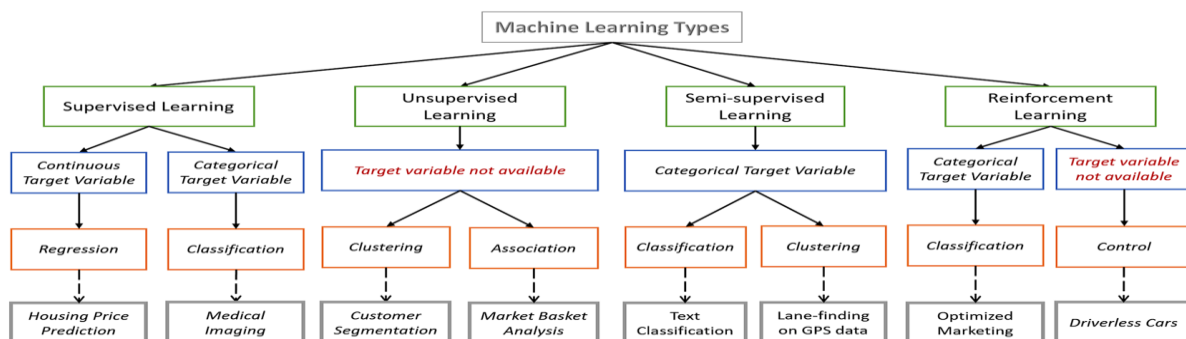 Machine Learning Types
Supervised Learning
Unsupervised
Learning
Semi-supervised
Learning
Reinforcement
Learning
Continuous
Target Variable
Categorical
Target Variable
Target variable not available
Categorical Target Variable
Categorical
Target Variable
Target variable
not available
Regression
Classification
Clustering
Association
Classification
Clustering
Classification
Control
Housing Price
Prediction
Medical
Imaging
Customer
Segmentation
Market Basket
Analysis
Text
Classification
Lane-finding
on GPS data
Optimized
Marketing
Driverless Cars